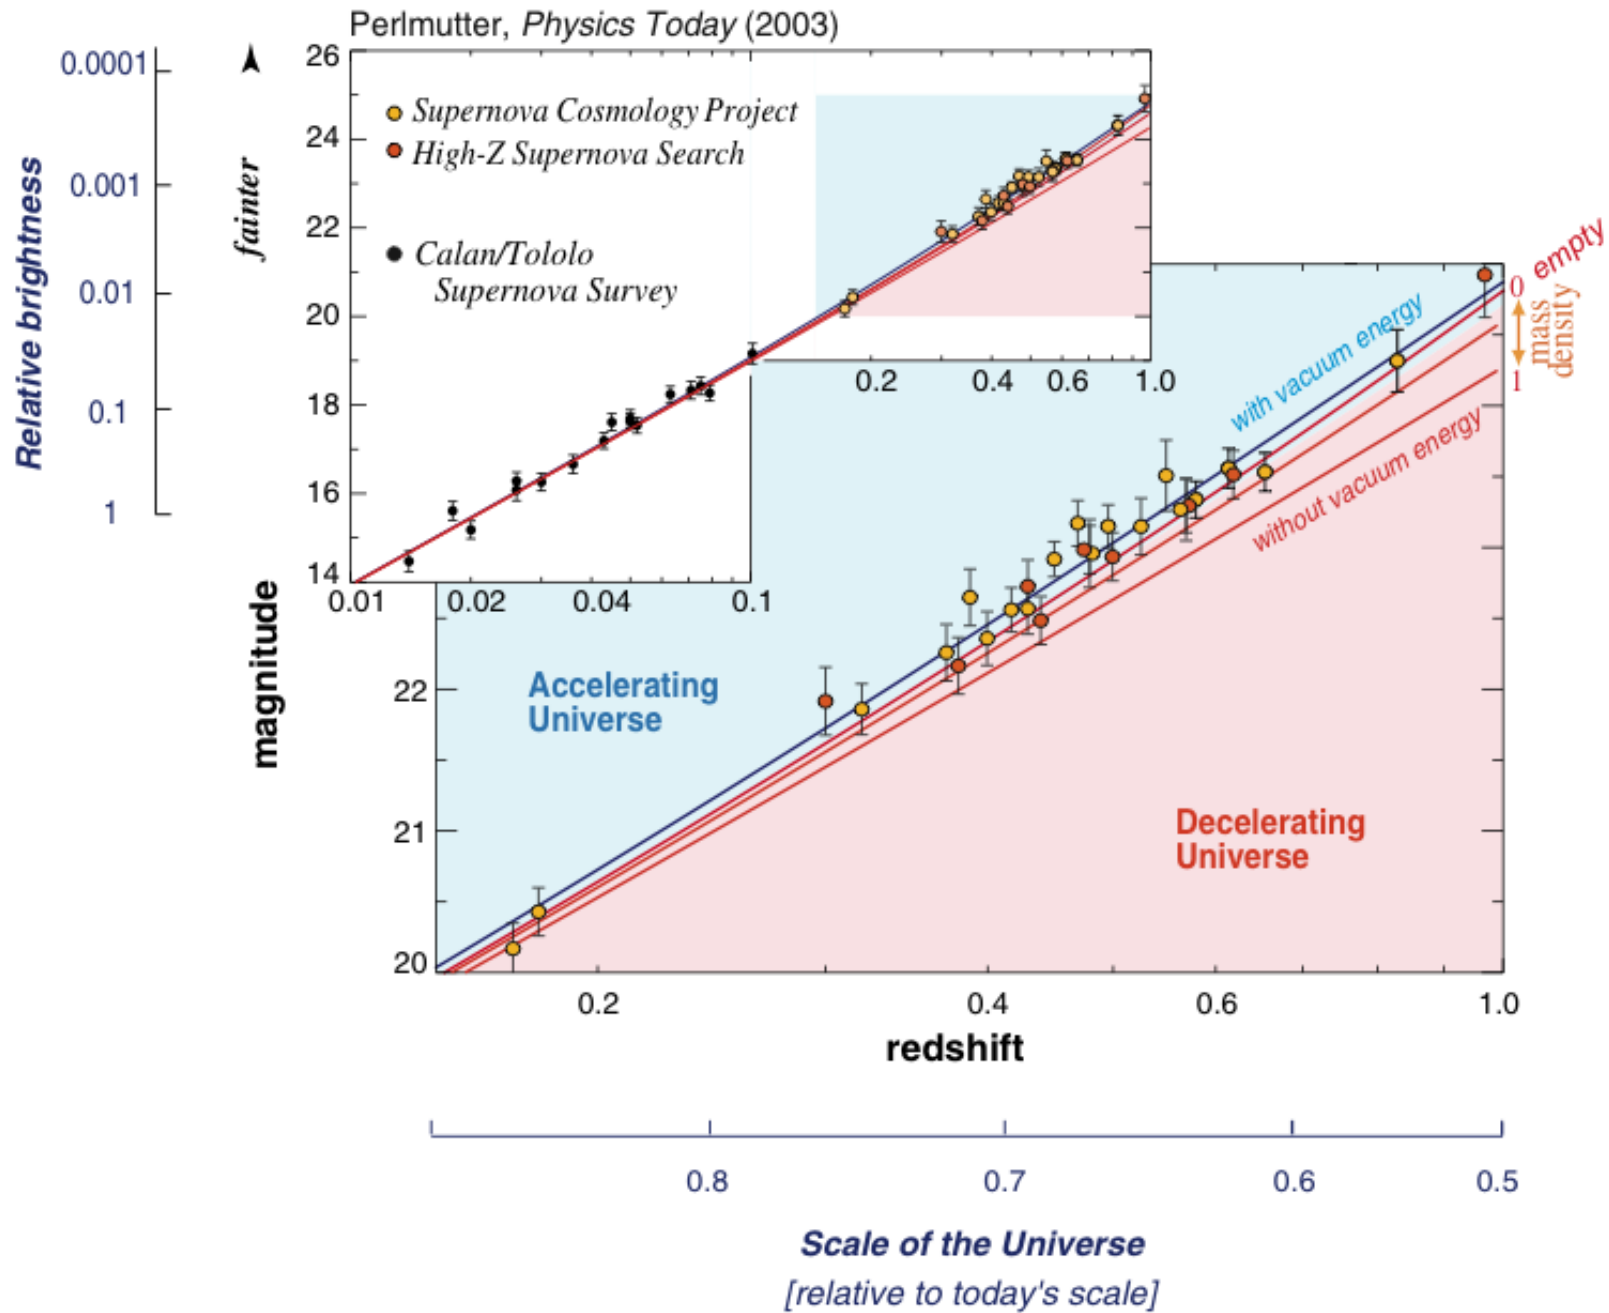 Perlmutter, Physics Today (2003)
0.0001
0.001
0.01
0.1
1
Relative brightness
fainter
magnitude
26
24
22
20
18
16
14
Supernova Cosmology Project
High-Z Supernova Search
Calan/Tololo
Supernova Survey
0.01
0.02
0.04
0.1
0.2
0.4
0.6
1.0
empty
0
mass
density
1
with vacuum energy
without vacuum energy
22
21
20
Accelerating
Universe
Decelerating
Universe
0.2
0.4
0.6
1.0
redshift
0.8
0.7
0.6
0.5
Scale of the Universe
[relative to today's scale]